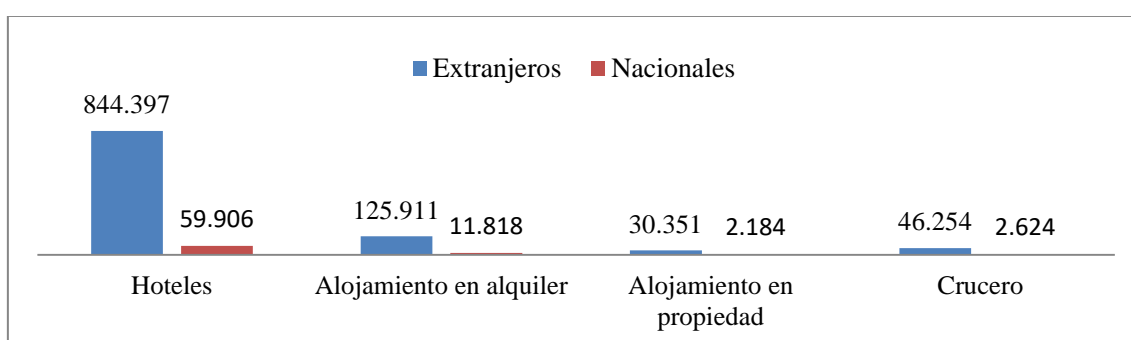 Extranjeros Nacionales
844.397
59.906
125.911
11.818
30.351
2.184
46.254
2.624
Hoteles
Alojamiento en alquiler
Alojamiento en
propiedad
Crucero